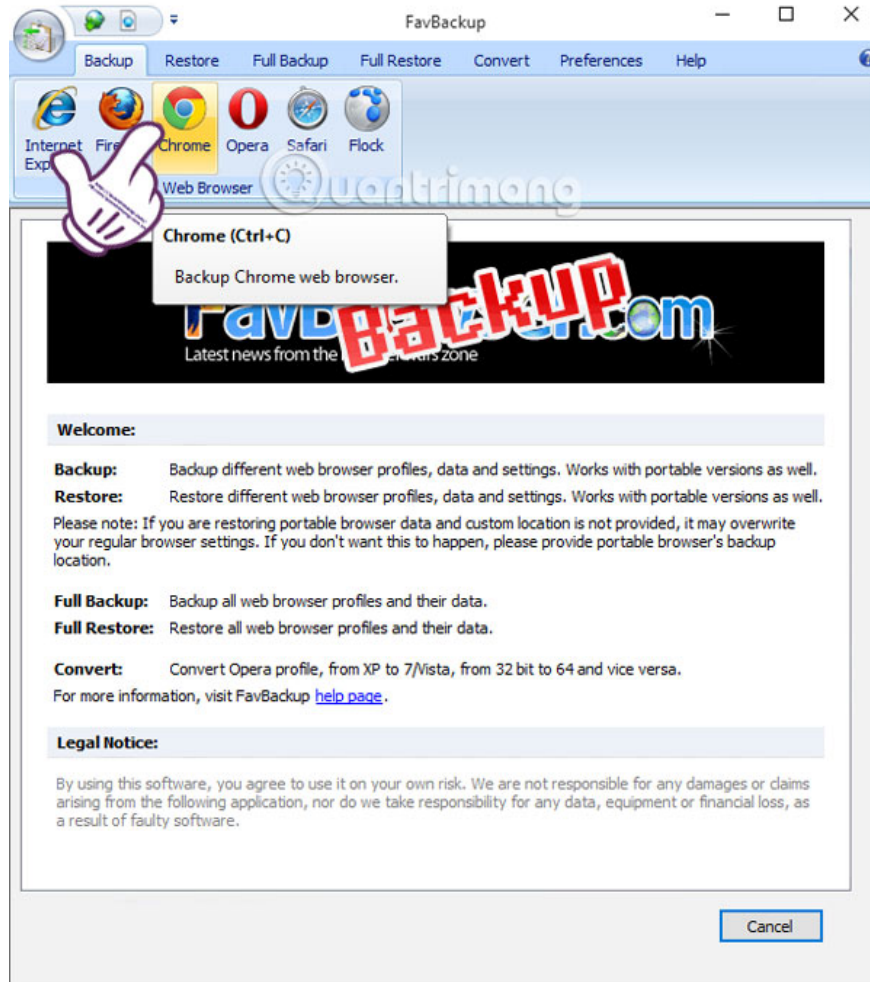 FavBackup
Backup Restore Full Backup Full Restore Convert Preferences Help
Internet Chrome Opera Safari Flock
Web Browser
Quantrimang
Chrome (Ctrl+C)
Backup Chrome web browser.
Backup
Latest news from the zone
Welcome:
Backup: Backup different web browser profiles, data and settings. Works with portable versions as well.
Restore: Restore different web browser profiles, data and settings. Works with portable versions as well.
Please note: If you are restoring portable browser data and custom location is not provided, it may overwrite
your regular browser settings. If you don't want this to happen, please provide portable browser's backup
location.
Full Backup: Backup all web browser profiles and their data.
Full Restore: Restore all web browser profiles and their data.
Convert: Convert Opera profile, from XP to 7/Vista, from 32 bit to 64 and vice versa.
For more information, visit FavBackup help page.
Legal Notice:
By using this software, you agree to use it on your own risk. We are not responsible for any damages or claims
arising from the following application, nor do we take responsibility for any data, equipment or financial loss, as
a result of faulty software.
Cancel